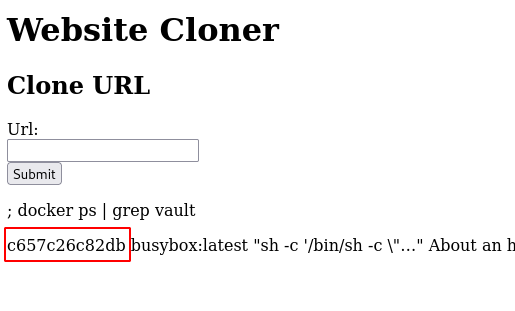 Website Cloner
Clone URL
Url:
Submit
; docker ps | grep vault
c657c26c82db busybox:latest "sh -c '/bin/sh -c \"…" About an h